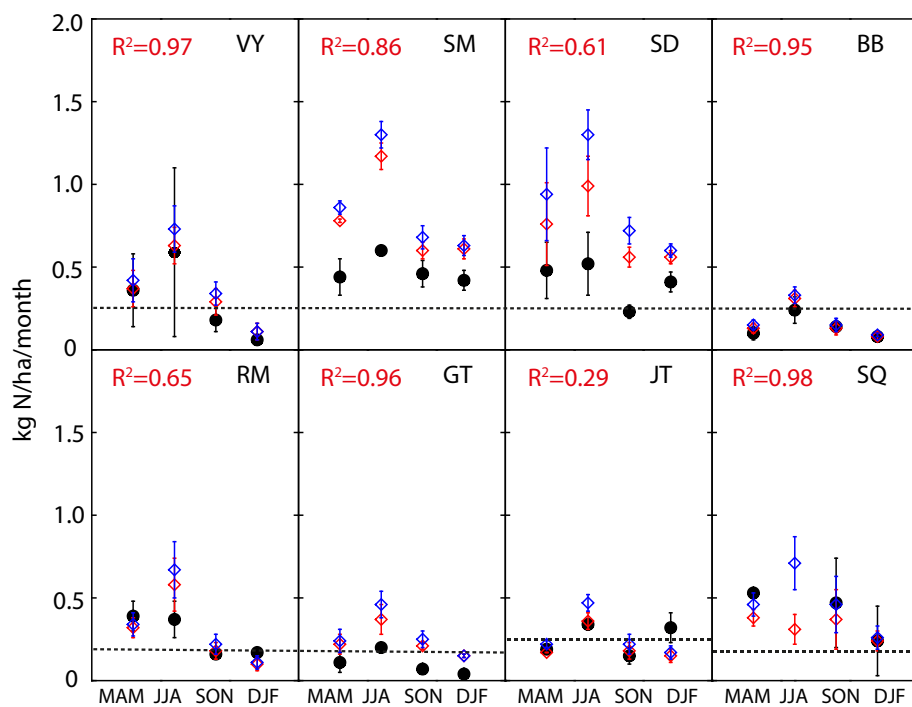 2.0
R²=0.97 VY R²=0.86 SM R²=0.61 SD R²=0.95 BB
1.5
1.0
0.5
0
kg N/ha/month
R²=0.65 RM R²=0.96 GT R²=0.29 JT R²=0.98 SQ
1.5
1.0
0.5
0
MAM JJA SON DJF MAM JJA SON DJF MAM JJA SON DJF MAM JJA SON DJF